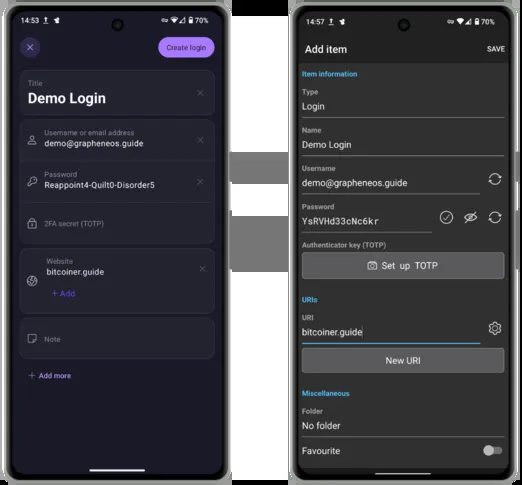 14:53
70%
Create login
Title
Demo Login
Username or email address
demo@grapheneos.guide
Password
Reappoint4-Quilt0-Disorder5
2FA secret (TOTP)
Website
bitcoiner.guide
+ Add
Note
+ Add more
14:57
70%
Add item
SAVE
Item information
Type
Login
Name
Demo Login
Username
demo@grapheneos.guide
Password
YsRVHd33cNc6kr
Authenticator key (TOTP)
Set up TOTP
URIs
URI
bitcoiner.guide
New URI
Miscellaneous
Folder
No folder
Favourite